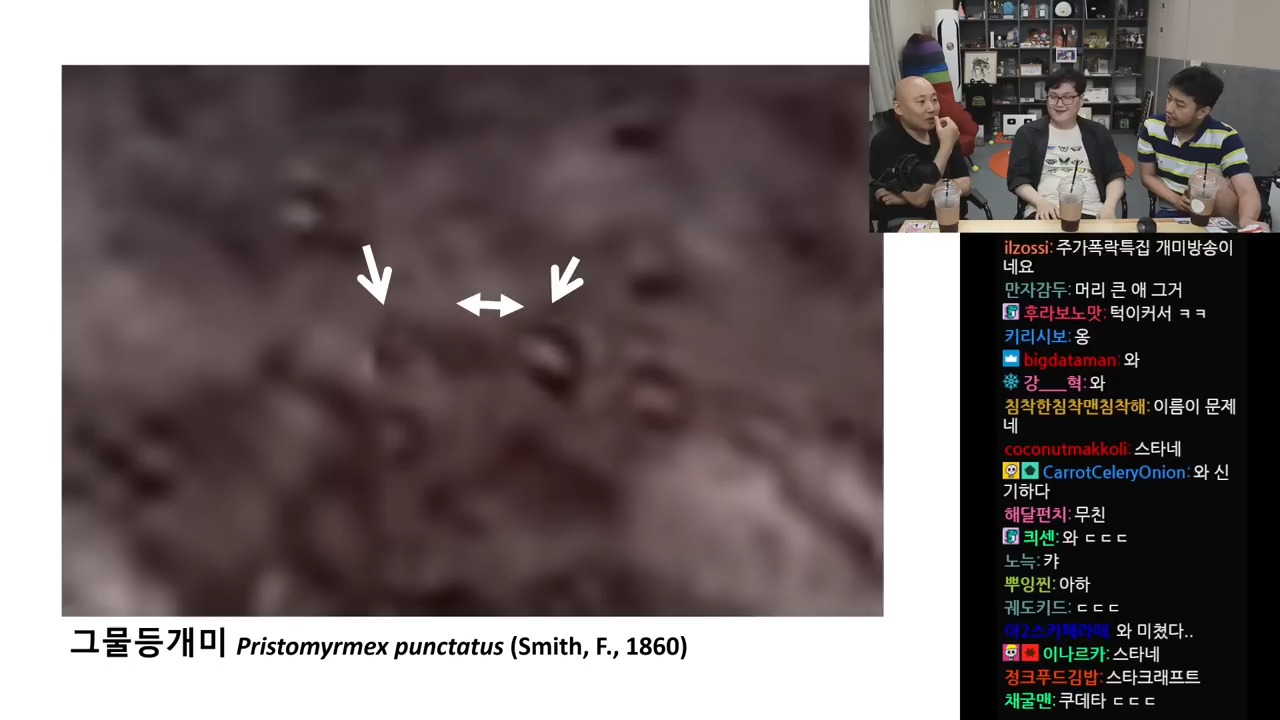 그물등개미 Pristomyrmex punctatus (Smith, F., 1860)
ilzossi: 주가폭락특집 개미방송이
네요
만자감두: 머리 큰 애 그거
후라보노맛: 턱이커서 ㅋㅋ
키리시보: 옹
bigdataman: 와
강___혁: 와
침착한침착맨침착해: 이름이 문제
네
coconutmakkoli: 스타네
CarrotCeleryOnion: 와 신
기하다
해달펀치: 무친
킈센: 와 ㄷㄷㄷ
노늑: 캬
뿌잉찐: 아하
궤도키드: ㄷㄷㄷ
와 미쳤다..
이나르카: 스타네
정크푸드김밥: 스타크래프트
채굴맨: 쿠데타 ㄷㄷㄷ